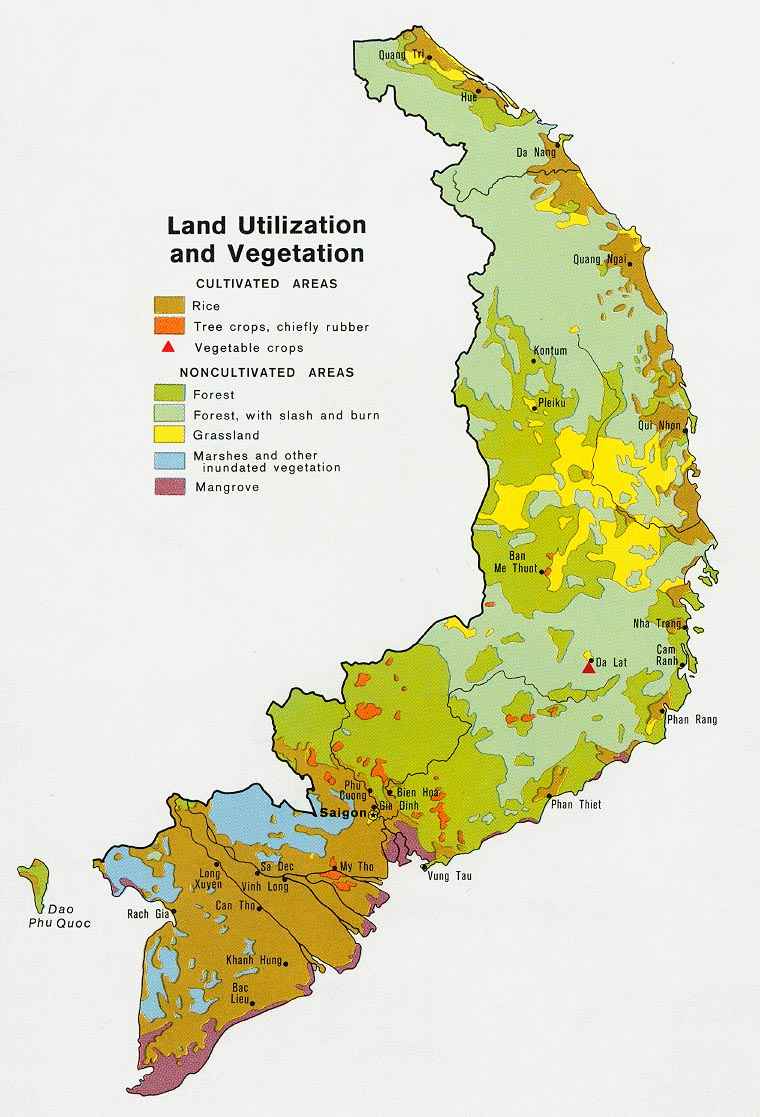 Land Utilization
and Vegetation
CULTIVATED AREAS
Rice
Tree crops, chiefly rubber
Vegetable crops
NONCULTIVATED AREAS
Forest
Forest, with slash and burn
Grassland
Marshes and other
inundated vegetation
Mangrove
Quang Tri
Hue
Da Nang
Quang Ngai
Kontum
Pleiku
Qui Nhon
Ban
Me Thuot
Nha Trang
Cam
Ranh
Da Lat
Phan Rang
Phan Thiet
Phu
Cuong
Bien Hoa
Gia Dinh
Saigon
Vung Tau
My Tho
Sa Dec
Vinh Long
Long
Xuyen
Can Tho
Rach Gia
Dao
Phu Quoc
Khanh Hung
Bac
Lieu